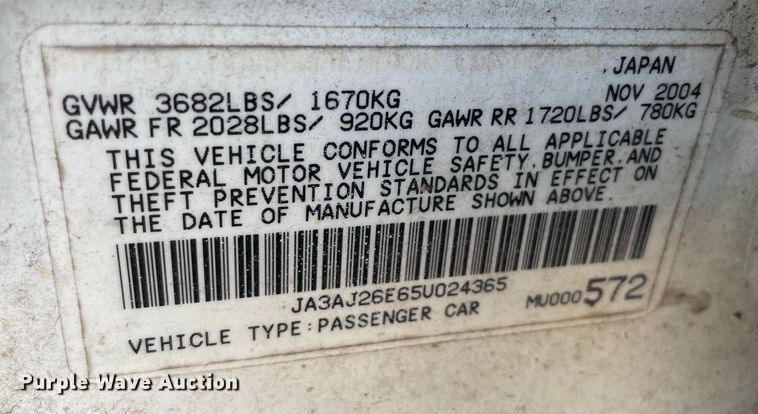 , JAPAN
NOV 2004
GVWR 3682LBS/ 1670KG
GAWR FR 2028LBS/ 920KG GAWR RR 1720LBS/ 780KG
THIS VEHICLE CONFORMS TO ALL APPLICABLE
FEDERAL MOTOR VEHICLE SAFETY, BUMPER, AND
THEFT PREVENTION STANDARDS IN EFFECT ON
THE DATE OF MANUFACTURE SHOWN ABOVE.
JA3AJ26E65U024365
MU000572
VEHICLE TYPE:PASSENGER CAR
Purple Wave Auction